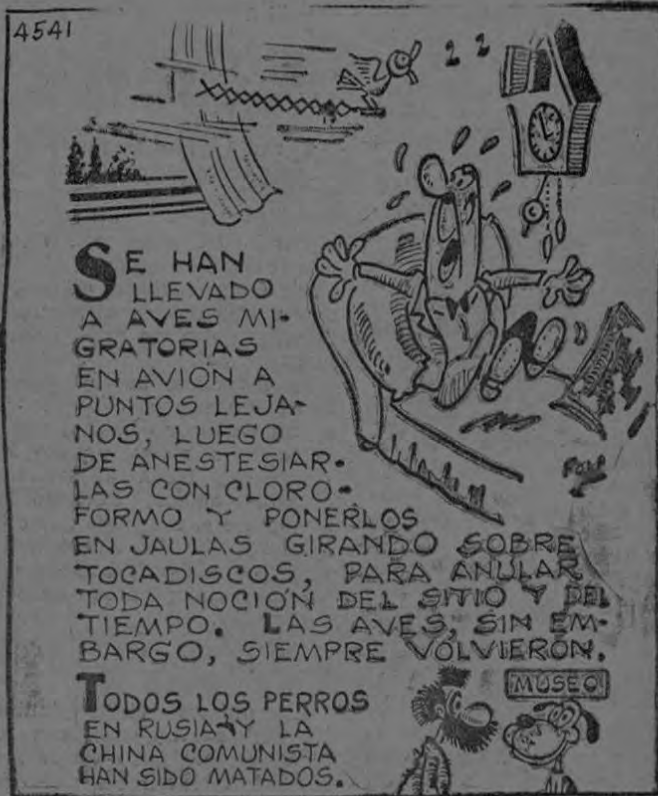 4541
SE HAN
LLEVADO
A AVES MI-
GRATORIAS
EN AVIÓN A
PUNTOS LEJA-
NOS, LUEGO
DE ANESTESIAR-
LAS CON CLORO-
FORMO Y PONERLOS
EN JAULAS GIRANDO SOBRE
TOCADISCOS, PARA ANULAR
TODA NOCIÓN DEL SITIO Y DEL
TIEMPO. LAS AVES, SIN EM-
BARGO, SIEMPRE VOLVIERON.
TODOS LOS PERROS
EN RUSIA Y LA
CHINA COMUNISTA
HAN SIDO MATADOS.
MUSEO